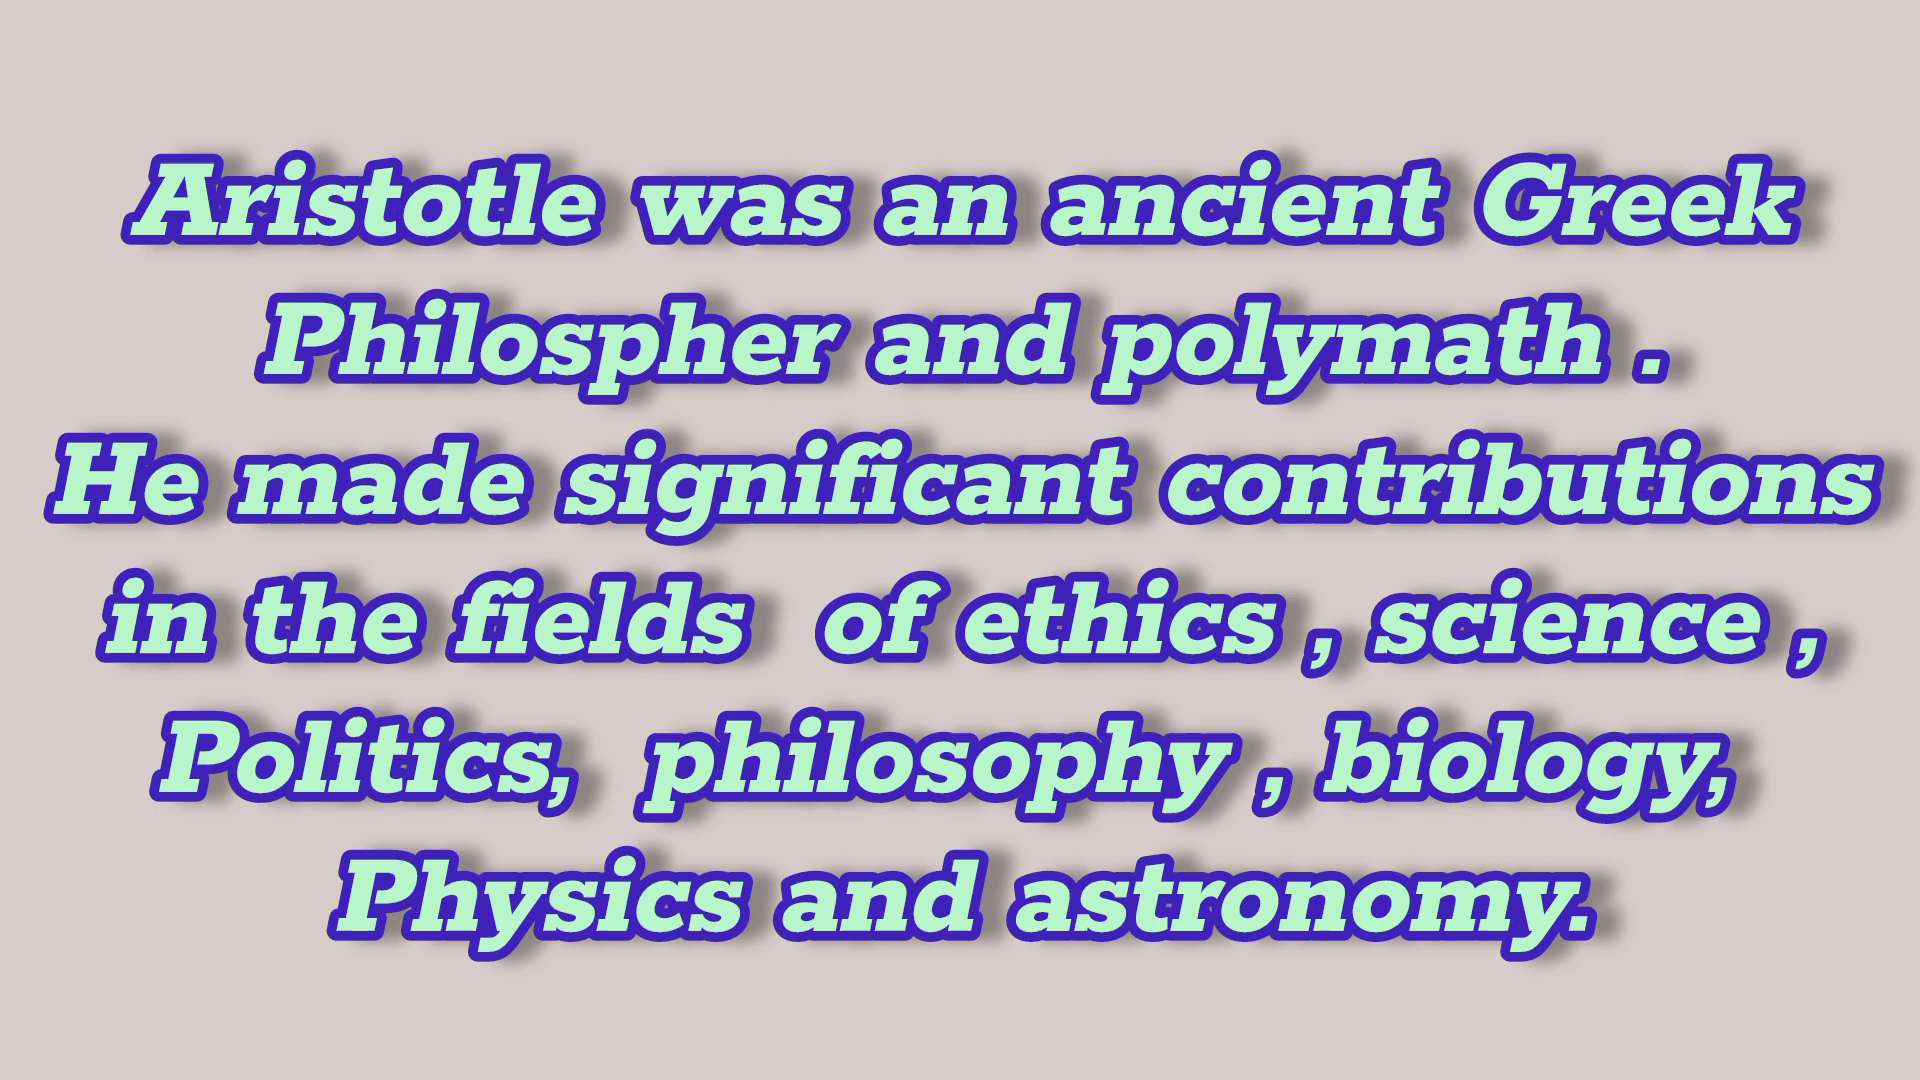 Aristotle was an ancient Greek
Philospher and polymath .
He made significant contributions
in the fields  of ethics , science ,
Politics,  philosophy , biology,
Physics and astronomy.